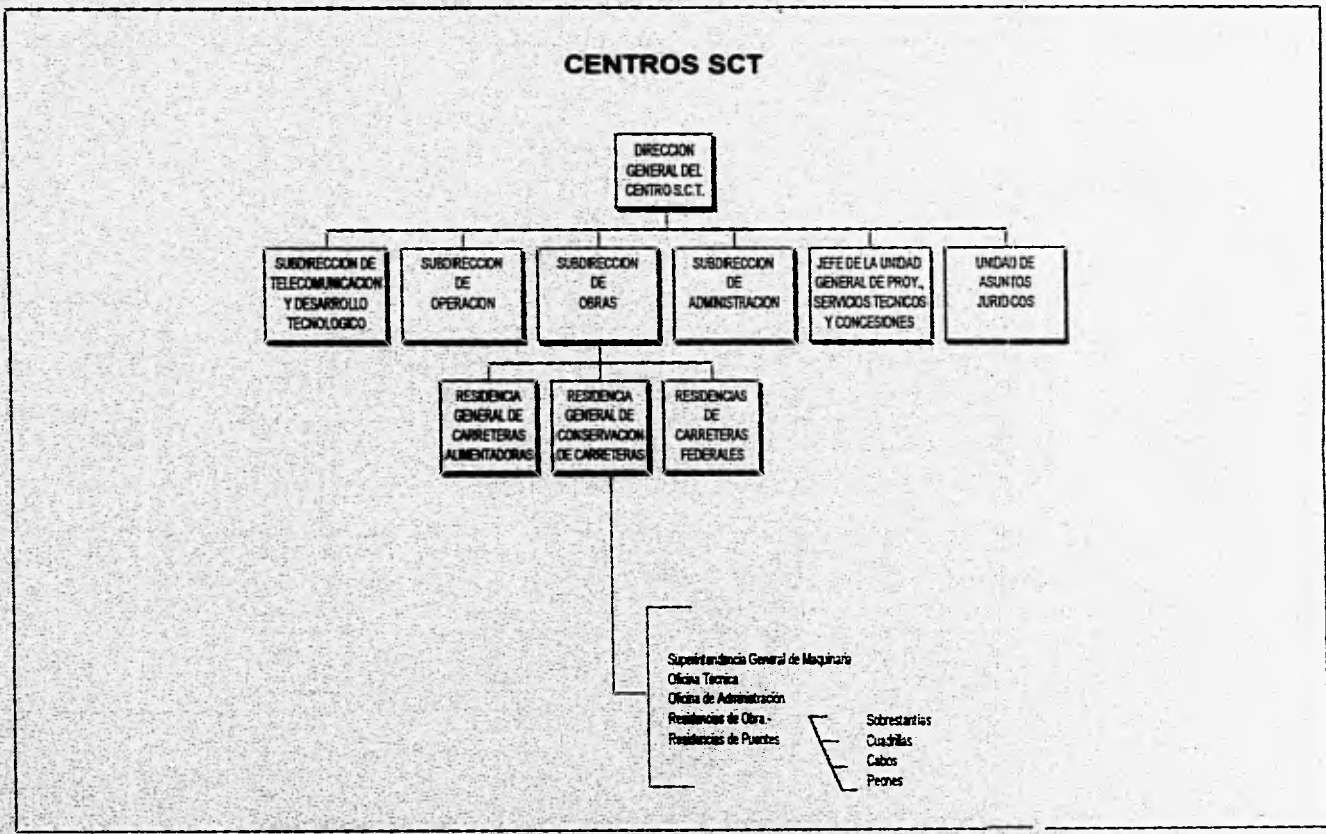 CENTROS SCT
DIRECCION
GENERAL DEL
CENTRO S.C.T.
SUBDIRECCION DE
TELECOMUNICACION
Y DESARROLLO
TECNOLOGICO
SUBDIRECCION
DE
OPERACION
SUBDIRECCION
DE
OBRAS
SUBDIRECCION
DE
ADMINISTRACION
JEFE DE LA UNIDAD
GENERAL DE PROY.,
SERVICIOS TECNICOS
Y CONCESIONES
UNIDAD DE
ASUNTOS
JURIDICOS
RESIDENCIA
GENERAL DE
CARRETERAS
ALIMENTADORAS
RESIDENCIA
GENERAL DE
CONSERVACION
DE CARRETERAS
RESIDENCIAS
DE
CARRETERAS
FEDERALES
Superintendencia General de Maquinaria
Oficina Tecnica
Oficina de Administración
Residencias de Obra.-
Residencias de Puentes
Sobrestantías
Cuadrillas
Cabos
Peones